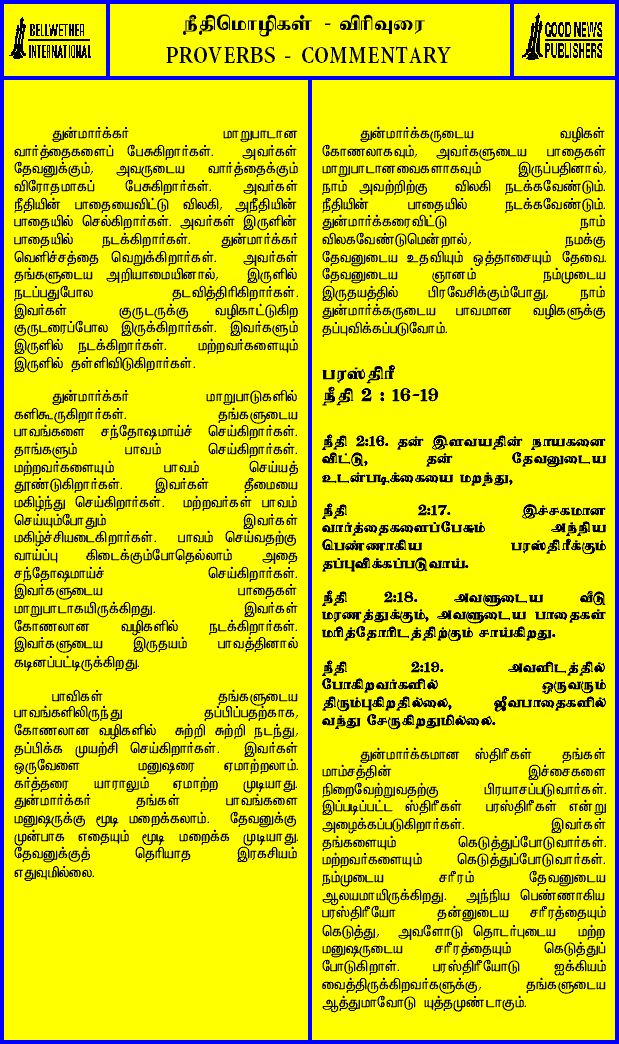 BELLWETHER
INTERNATIONAL
நீதிமொழிகள் - விரிவுரை
PROVERBS - COMMENTARY
GOOD NEWS
PUBLISHERS
துன்மார்க்கர் மாறுபாடான
வார்த்தைகளைப் பேசுகிறார்கள். அவர்கள்
தேவனுக்கும், அவருடைய வார்த்தைக்கும்
விரோதமாகப் பேசுகிறார்கள். அவர்கள்
நீதியின் பாதையைவிட்டு விலகி, அநீதியின்
பாதையில் செல்கிறார்கள். அவர்கள் இருளின்
பாதையில் நடக்கிறார்கள். துன்மார்க்கர்
வெளிச்சத்தை வெறுக்கிறார்கள். அவர்கள்
தங்களுடைய அறியாமையினால், இருளில்
நடப்பதுபோல தடவித்திரிகிறார்கள்.
இவர்கள் குருடருக்கு வழிகாட்டுகிற
குருடரைப்போல இருக்கிறார்கள். இவர்களும்
இருளில் நடக்கிறார்கள். மற்றவர்களையும்
இருளில் தள்ளிவிடுகிறார்கள்.
துன்மார்க்கர் மாறுபாடுகளில்
களிகூருகிறார்கள். தங்களுடைய
பாவங்களை சந்தோஷமாய்ச் செய்கிறார்கள்.
தாங்களும் பாவம் செய்கிறார்கள்.
மற்றவர்களையும் பாவம் செய்யத்
தூண்டுகிறார்கள். இவர்கள் தீமையை
மகிழ்ந்து செய்கிறார்கள். மற்றவர்கள் பாவம்
செய்யும்போதும் இவர்கள்
மகிழ்ச்சியடைகிறார்கள். பாவம் செய்வதற்கு
வாய்ப்பு கிடைக்கும்போதெல்லாம் அதை
சந்தோஷமாய்ச் செய்கிறார்கள்.
இவர்களுடைய பாதைகள்
மாறுபாடாகயிருக்கிறது. இவர்கள்
கோணலான வழிகளில் நடக்கிறார்கள்.
இவர்களுடைய இருதயம் பாவத்தினால்
கடினப்பட்டிருக்கிறது.
பாவிகள் தங்களுடைய
பாவங்களிலிருந்து தப்பிப்பதற்காக,
கோணலான வழிகளில் சுற்றி சுற்றி நடந்து,
தப்பிக்க முயற்சி செய்கிறார்கள். இவர்கள்
ஒருவேளை மனுஷரை ஏமாற்றலாம்.
கர்த்தரை யாராலும் ஏமாற்ற முடியாது.
துன்மார்க்கர் தங்கள் பாவங்களை
மனுஷருக்கு மூடி மறைக்கலாம். தேவனுக்கு
முன்பாக எதையும் மூடி மறைக்க முடியாது.
தேவனுக்குத் தெரியாத இரகசியம்
எதுவுமில்லை.
துன்மார்க்கருடைய வழிகள்
கோணலாகவும், அவர்களுடைய பாதைகள்
மாறுபாடானவைகளாகவும் இருப்பதினால்,
நாம் அவற்றிற்கு விலகி நடக்கவேண்டும்.
நீதியின் பாதையில் நடக்கவேண்டும்.
துன்மார்க்கரைவிட்டு நாம்
விலகவேண்டுமென்றால், நமக்கு
தேவனுடைய உதவியும் ஒத்தாசையும் தேவை.
தேவனுடைய ஞானம் நம்முடைய
இருதயத்தில் பிரவேசிக்கும்போது, நாம்
துன்மார்க்கருடைய பாவமான வழிகளுக்கு
தப்புவிக்கப்படுவோம்.
பரஸ்திரீ
நீதி 2 : 16-19
நீதி 2:16. தன் இளவயதின் நாயகனை
விட்டு, தன் தேவனுடைய
உடன்படிக்கையை மறந்து,
நீதி 2:17. இச்சகமான
வார்த்தைகளைப்பேசும் அந்நிய
பெண்ணாகிய பரஸ்திரீக்கும்
தப்புவிக்கப்படுவாய்.
நீதி 2:18. அவளுடைய வீடு
மரணத்துக்கும், அவளுடைய பாதைகள்
மரித்தோரிடத்திற்கும் சாய்கிறது.
நீதி 2:19. அவளிடத்தில்
போகிறவர்களில் ஒருவரும்
திரும்புகிறதில்லை, ஜீவபாதைகளில்
வந்து சேருகிறதுமில்லை.
துன்மார்க்கமான ஸ்திரீகள் தங்கள்
மாம்சத்தின் இச்சைகளை
நிறைவேற்றுவதற்கு பிரயாசப்படுவார்கள்.
இப்படிப்பட்ட ஸ்திரீகள் பரஸ்திரீகள் என்று
அழைக்கப்படுகிறார்கள். இவர்கள்
தங்களையும் கெடுத்துப்போடுவார்கள்.
மற்றவர்களையும் கெடுத்துப்போடுவார்கள்.
நம்முடைய சரீரம் தேவனுடைய
ஆலயமாயிருக்கிறது. அந்நிய பெண்ணாகிய
பரஸ்திரீயோ தன்னுடைய சரீரத்தையும்
கெடுத்து, அவளோடு தொடர்புடைய மற்ற
மனுஷருடைய சரீரத்தையும் கெடுத்துப்
போடுகிறாள். பரஸ்திரீயோடு ஐக்கியம்
வைத்திருக்கிறவர்களுக்கு, தங்களுடைய
ஆத்துமாவோடு யுத்தமுண்டாகும்.